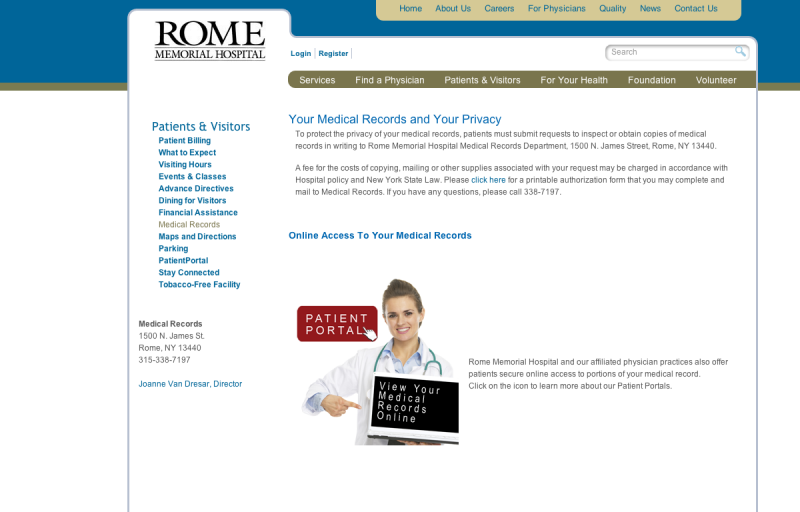 Home About Us Careers For Physicians Quality News Contact Us
ROME
MEMORIAL HOSPITAL
Login Register
Search
Services Find a Physician Patients & Visitors For Your Health Foundation Volunteer
Patients & Visitors
Patient Billing
What to Expect
Visiting Hours
Events & Classes
Advance Directives
Dining for Visitors
Financial Assistance
Medical Records
Maps and Directions
Parking
PatientPortal
Stay Connected
Tobacco-Free Facility
Medical Records
1500 N. James St.
Rome, NY 13440
315-338-7197
Joanne Van Dresar, Director
Your Medical Records and Your Privacy
To protect the privacy of your medical records, patients must submit requests to inspect or obtain copies of medical
records in writing to Rome Memorial Hospital Medical Records Department, 1500 N. James Street, Rome, NY 13440.
A fee for the costs of copying, mailing or other supplies associated with your request may be charged in accordance with
Hospital policy and New York State Law. Please click here for a printable authorization form that you may complete and
mail to Medical Records. If you have any questions, please call 338-7197.
Online Access To Your Medical Records
PATIENT
PORTAL
View Your
Medical
Records
Online
Rome Memorial Hospital and our affiliated physician practices also offer
patients secure online access to portions of your medical record.
Click on the icon to learn more about our Patient Portals.